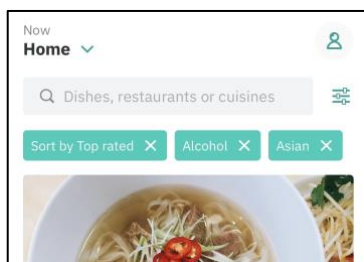 Now
Home
Dishes, restaurants or cuisines
Sort by Top rated
Alcohol
Asian